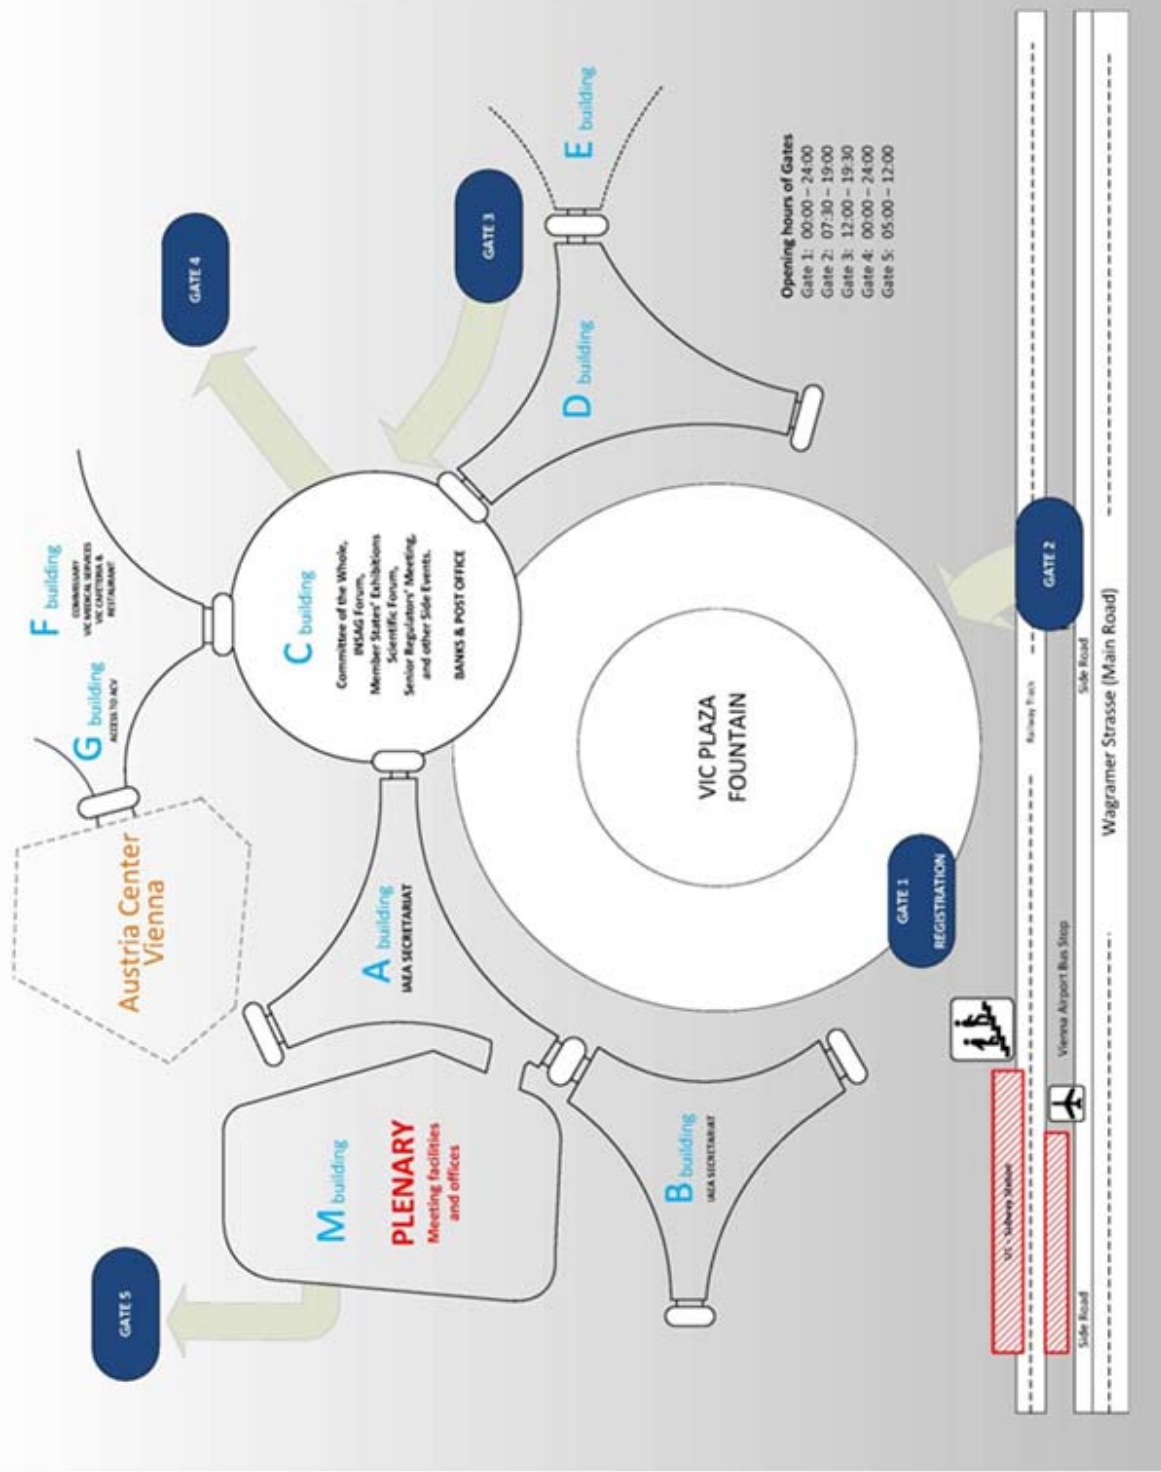 Austria Center
Vienna
G building
ACCESS TO ACV
F building
COMMISSARY
VIC MEDICAL SERVICES
VIC CAFETERIA &
RESTAURANT
GATE 5
GATE 4
M building
PLENARY
Meeting facilities
and offices
A building
IAEA SECRETARIAT
C building
Committee of the Whole,
INSAG Forum,
Member States' Exhibitions
Scientific Forum,
Senior Regulators' Meeting,
and other Side Events.
BANKS & POST OFFICE
GATE 3
D building
E building
B building
IAEA SECRETARIAT
VIC PLAZA
FOUNTAIN
Opening hours of Gates
Gate 1: 00:00 – 24:00
Gate 2: 07:30 – 19:00
Gate 3: 12:00 – 19:30
Gate 4: 00:00 – 24:00
Gate 5: 05:00 – 12:00
GATE 1
REGISTRATION
U1 - Subway Station
Railway Track
GATE 2
Vienna Airport Bus Stop
Side Road
Side Road
Wagramer Strasse (Main Road)